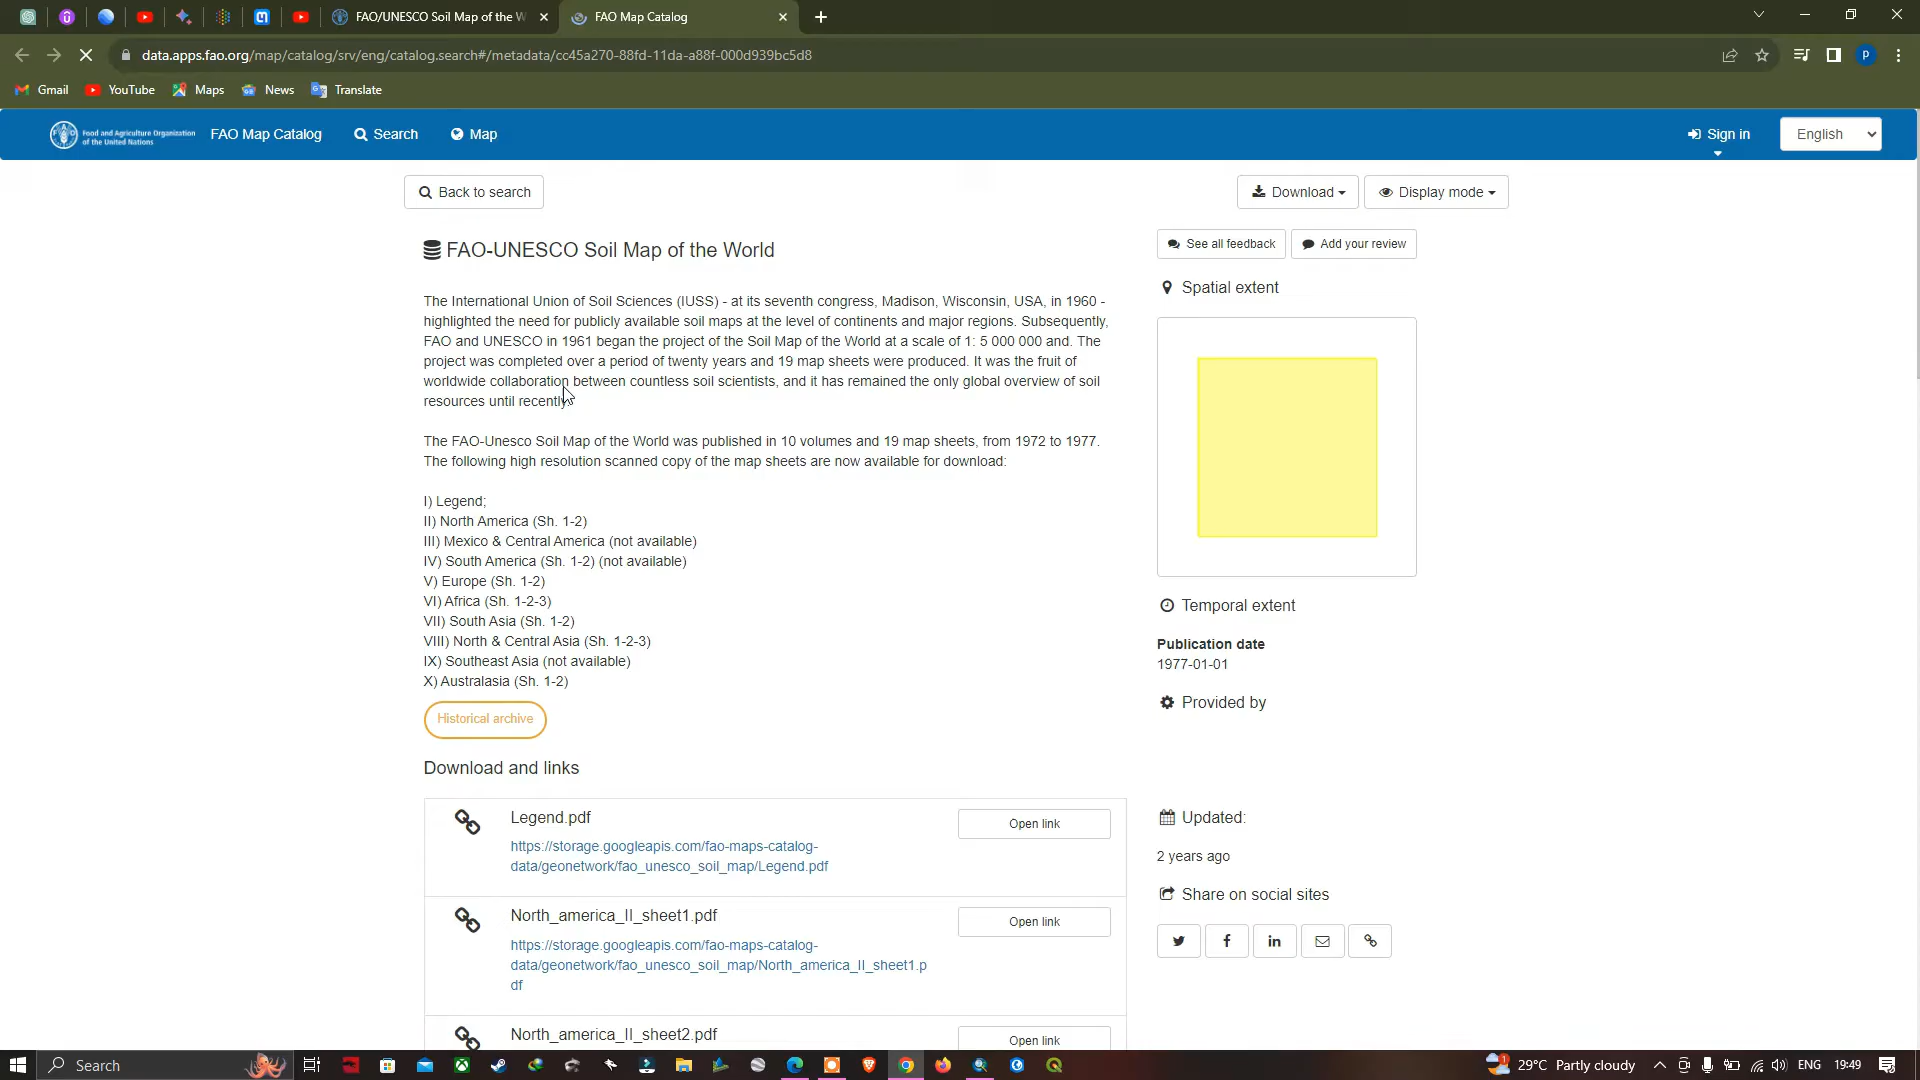 FAO/UNESCO Soil Map of the W
FAO Map Catalog
data.apps.fao.org/map/catalog/srv/eng/catalog.search#/metadata/cc45a270-88fd-11da-a88f-000d939bc5d8
P
Gmail
YouTube
Maps
News
Translate
Food and Agriculture Organization
of the United Nations
FAO Map Catalog
Search
Map
Sign in
English
Back to search
Download
Display mode
FAO-UNESCO Soil Map of the World
See all feedback
Add your review
The International Union of Soil Sciences (IUSS) - at its seventh congress, Madison, Wisconsin, USA, in 1960 -
highlighted the need for publicly available soil maps at the level of continents and major regions. Subsequently,
FAO and UNESCO in 1961 began the project of the Soil Map of the World at a scale of 1: 5 000 000 and. The
project was completed over a period of twenty years and 19 map sheets were produced. It was the fruit of
worldwide collaboration between countless soil scientists, and it has remained the only global overview of soil
resources until recently.
The FAO-Unesco Soil Map of the World was published in 10 volumes and 19 map sheets, from 1972 to 1977.
The following high resolution scanned copy of the map sheets are now available for download:
I) Legend;
II) North America (Sh. 1-2)
III) Mexico & Central America (not available)
IV) South America (Sh. 1-2) (not available)
V) Europe (Sh. 1-2)
VI) Africa (Sh. 1-2-3)
VII) South Asia (Sh. 1-2)
VIII) North & Central Asia (Sh. 1-2-3)
IX) Southeast Asia (not available)
X) Australasia (Sh. 1-2)
Historical archive
Download and links
Legend.pdf
https://storage.googleapis.com/fao-maps-catalog-
data/geonetwork/fao_unesco_soil_map/Legend.pdf
Open link
North_america_II_sheet1.pdf
https://storage.googleapis.com/fao-maps-catalog-
data/geonetwork/fao_unesco_soil_map/North_america_II_sheet1.p
df
Open link
North_america_II_sheet2.pdf
Open link
Spatial extent
Temporal extent
Publication date
1977-01-01
Provided by
Updated:
2 years ago
Share on social sites
Search
29°C Partly cloudy
ENG
19:49